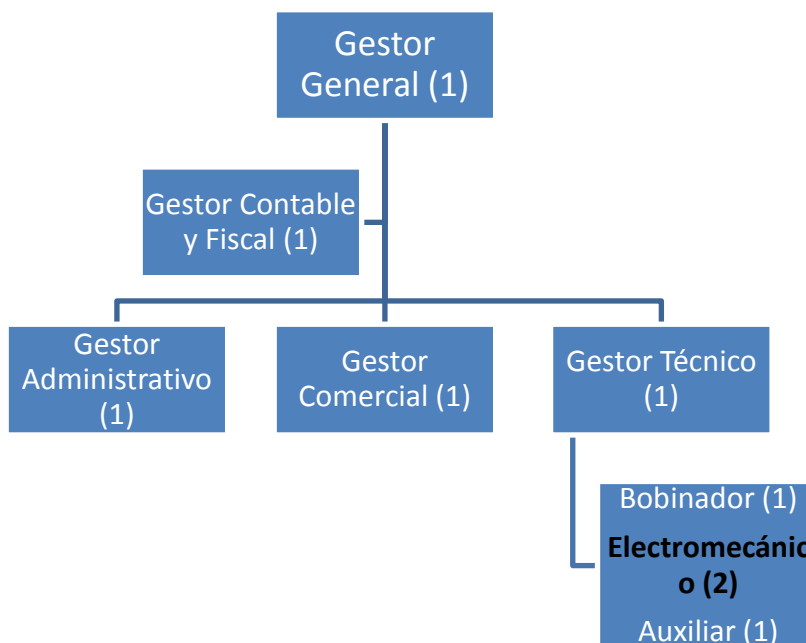 Gestor
General (1)
Gestor Contable
y Fiscal (1)
Gestor
Administrativo
(1)
Gestor
Comercial (1)
Gestor Técnico
(1)
Bobinador (1)
Electromecánic
o (2)
Auxiliar (1)